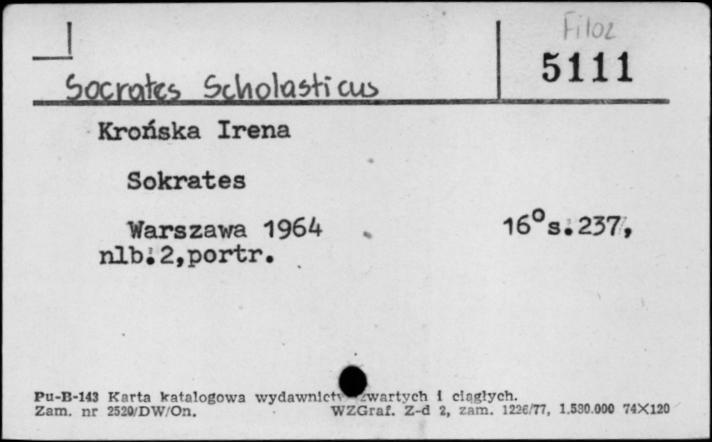 Filoz
5111
Socrates Scholasticus
Krońska Irena
Sokrates
Warszawa 1964 16° s. 237,
nlb. 2, portr.
Pu-B-143 Karta katalogowa wydawnictw zwartych i ciągłych.
Zam. nr 2520/DW/On. WZGraf. Z-d 2, zam. 1226/77, 1.530.000 74X120